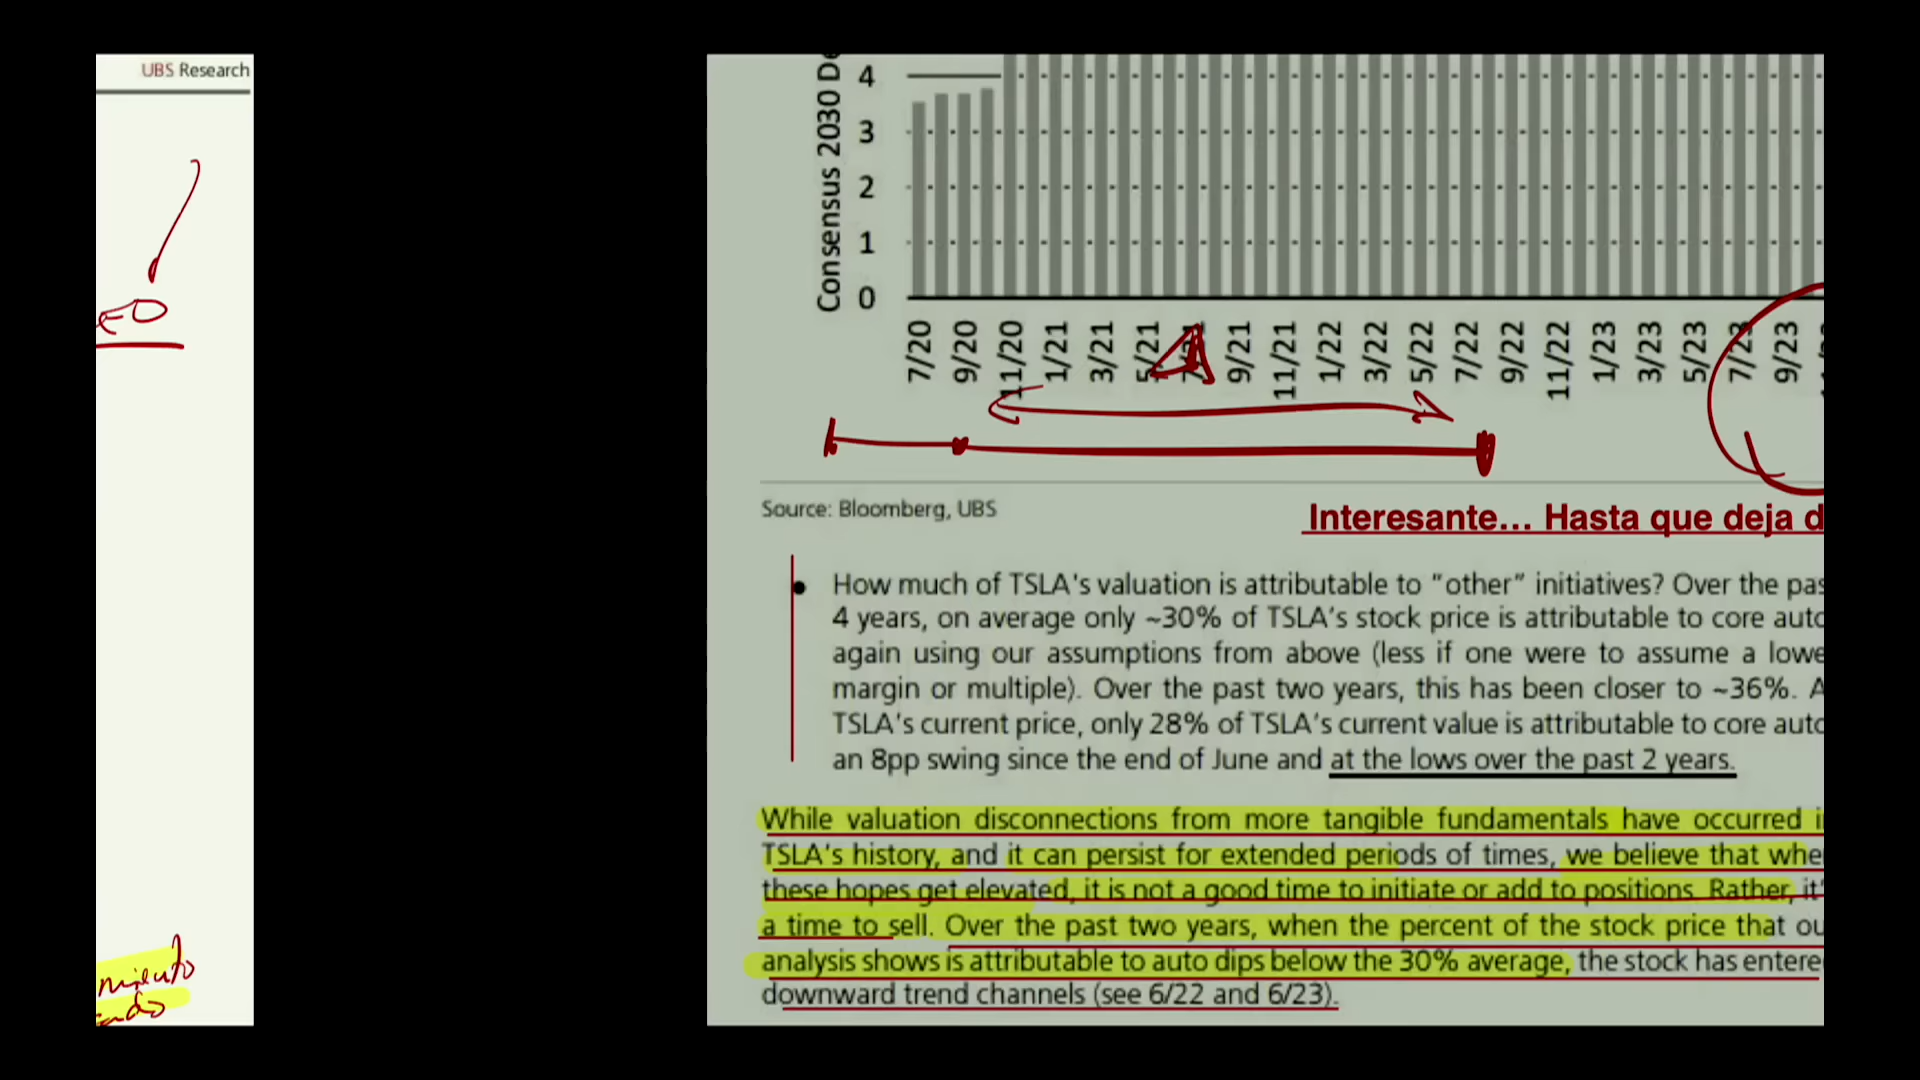 UBS Research
Consensus 2030 De
4
3
2
1
0
7/20 9/20 11/20 1/21 3/21 5/21 7/21 9/21 11/21 1/22 3/22 5/22 7/22 9/22 11/22 1/23 3/23 5/23 7/23 9/23
Source: Bloomberg, UBS
Interesante... Hasta que deja d
● How much of TSLA's valuation is attributable to “other” initiatives? Over the pas
4 years, on average only ~30% of TSLA's stock price is attributable to core auto
again using our assumptions from above (less if one were to assume a lowe
margin or multiple). Over the past two years, this has been closer to ~36%. A
TSLA's current price, only 28% of TSLA's current value is attributable to core auto
an 8pp swing since the end of June and at the lows over the past 2 years.
While valuation disconnections from more tangible fundamentals have occurred i
TSLA's history, and it can persist for extended periods of times, we believe that whe
these hopes get elevated, it is not a good time to initiate or add to positions. Rather, it'
a time to sell. Over the past two years, when the percent of the stock price that ou
analysis shows is attributable to auto dips below the 30% average, the stock has entere
downward trend channels (see 6/22 and 6/23).